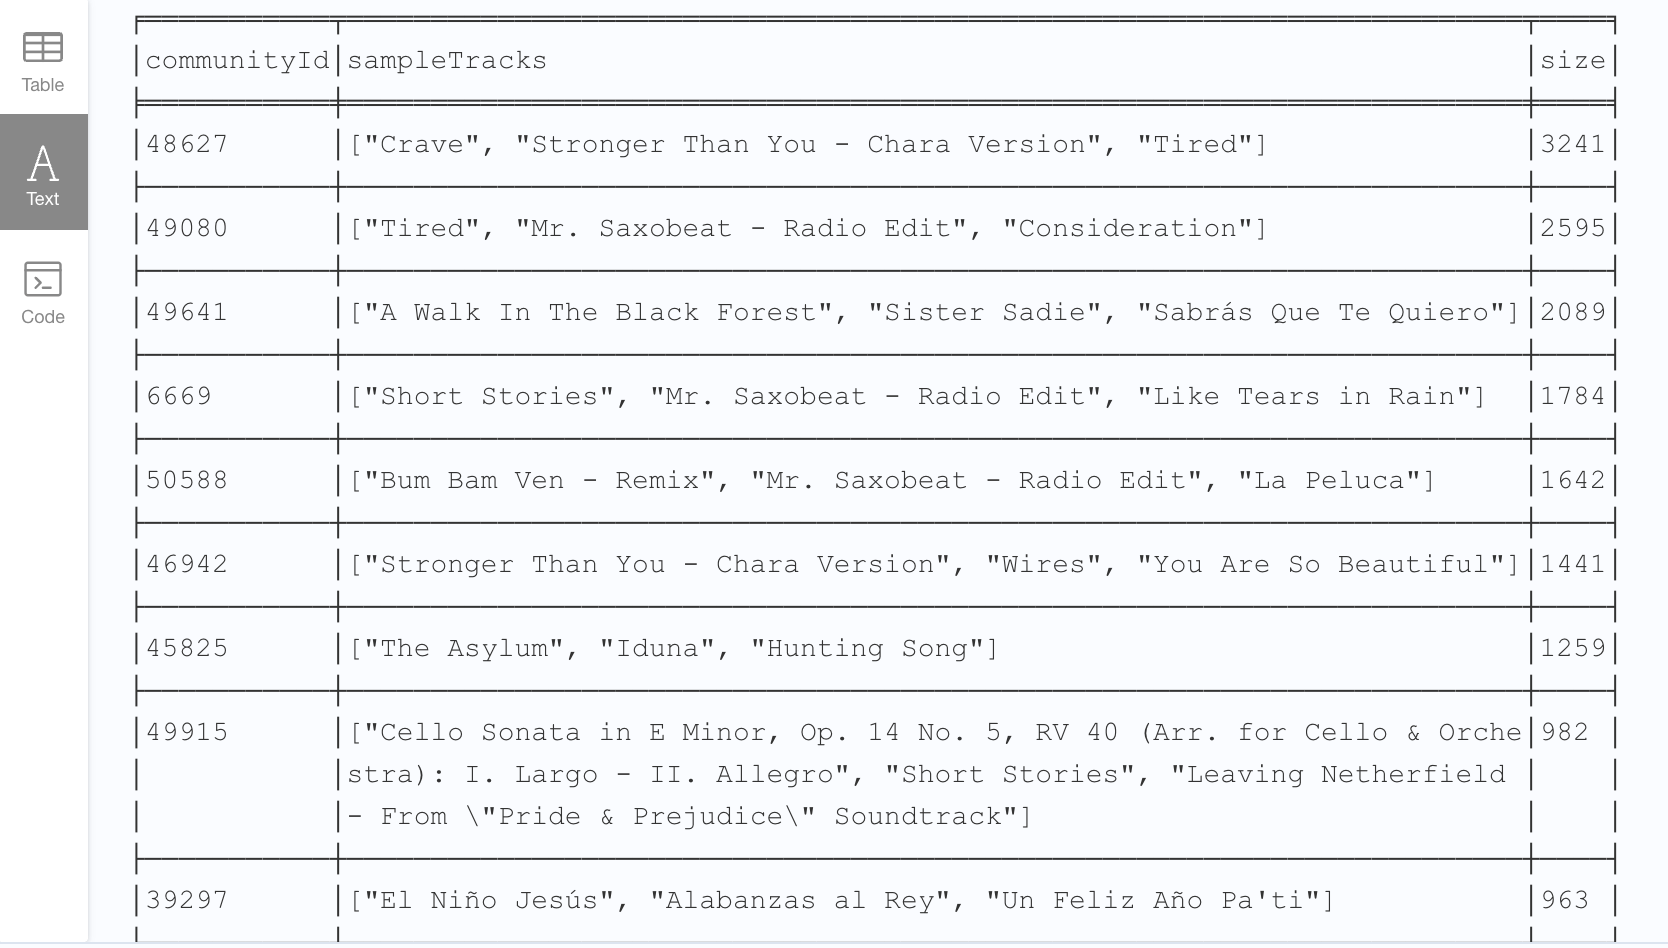 Table
Text
Code
communityId sampleTracks size
48627 ["Crave", "Stronger Than You - Chara Version", "Tired"] 3241
49080 ["Tired", "Mr. Saxobeat - Radio Edit", "Consideration"] 2595
49641 ["A Walk In The Black Forest", "Sister Sadie", "Sabrás Que Te Quiero"] 2089
6669 ["Short Stories", "Mr. Saxobeat - Radio Edit", "Like Tears in Rain"] 1784
50588 ["Bum Bam Ven - Remix", "Mr. Saxobeat - Radio Edit", "La Peluca"] 1642
46942 ["Stronger Than You - Chara Version", "Wires", "You Are So Beautiful"] 1441
45825 ["The Asylum", "Iduna", "Hunting Song"] 1259
49915 ["Cello Sonata in E Minor, Op. 14 No. 5, RV 40 (Arr. for Cello & Orche 982
stra): I. Largo - II. Allegro", "Short Stories", "Leaving Netherfield
- From \"Pride & Prejudice\" Soundtrack"]
39297 ["El Niño Jesús", "Alabanzas al Rey", "Un Feliz Año Pa'ti"] 963